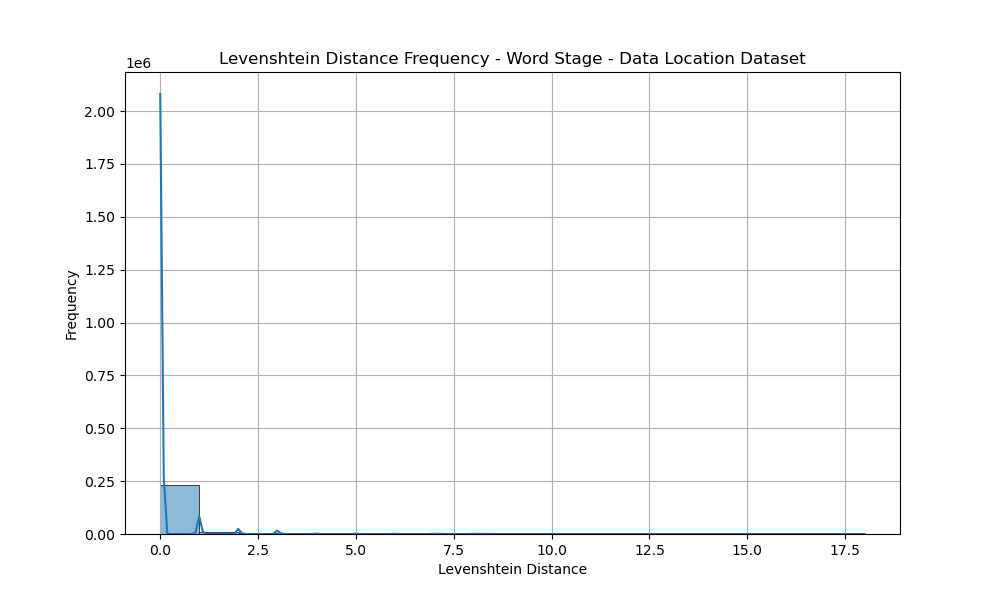 Levenshtein Distance Frequency - Word Stage - Data Location Dataset
1e6
2.00
1.75
1.50
1.25
1.00
0.75
0.50
0.25
0.00
Frequency
0.0 2.5 5.0 7.5 10.0 12.5 15.0 17.5
Levenshtein Distance